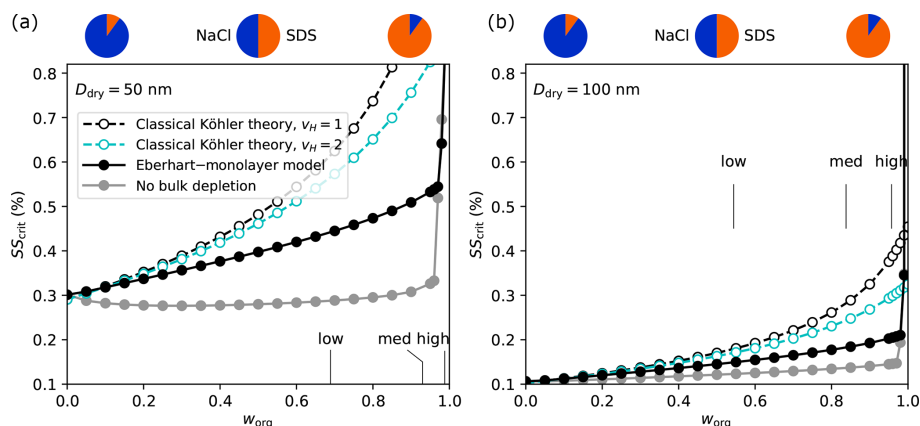 (a)
NaCl SDS
D_dry = 50 nm
Classical Köhler theory, v_H = 1
Classical Köhler theory, v_H = 2
Eberhart−monolayer model
No bulk depletion
low med high
SS_crit (%)
0.8
0.7
0.6
0.5
0.4
0.3
0.2
0.1
0.0 0.2 0.4 0.6 0.8 1.0
w_org
(b)
NaCl SDS
D_dry = 100 nm
low med high
SS_crit (%)
0.8
0.7
0.6
0.5
0.4
0.3
0.2
0.1
0.0 0.2 0.4 0.6 0.8 1.0
w_org